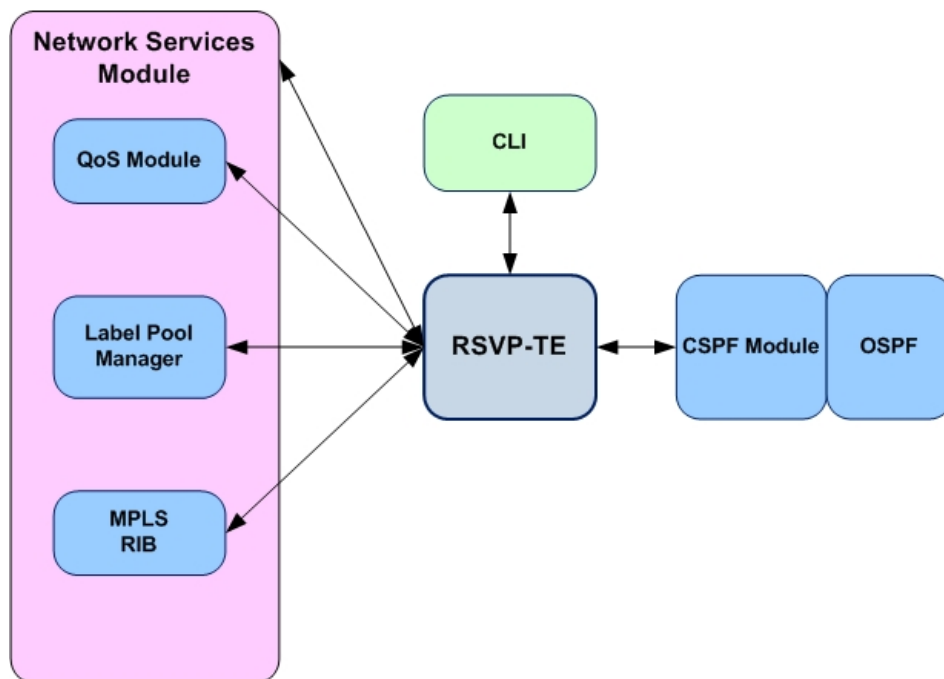 Network Services
Module
QoS Module
Label Pool
Manager
MPLS
RIB
CLI
RSVP-TE
CSPF Module
OSPF